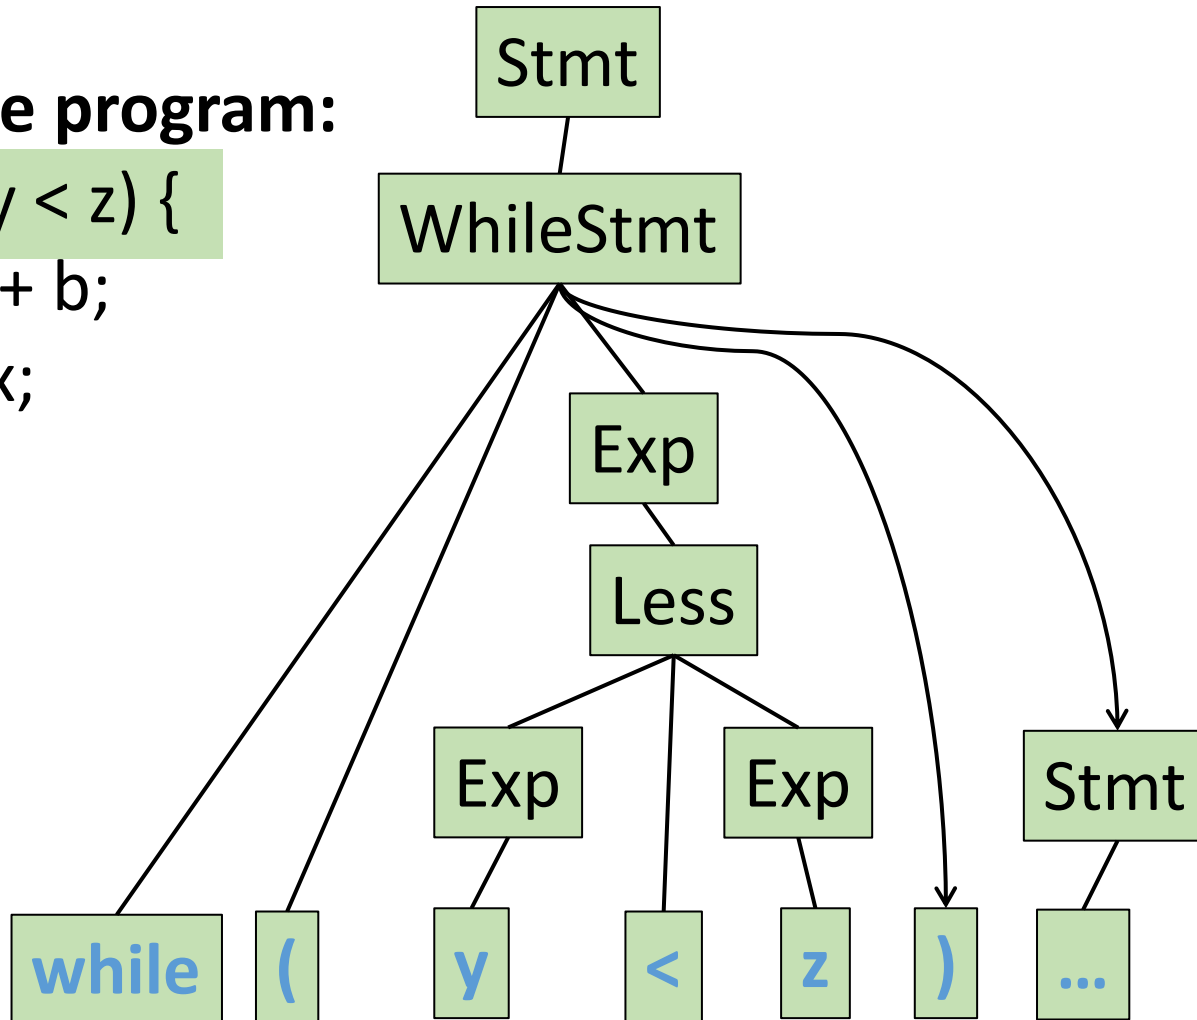 Stmt
e program:
y < z) {
WhileStmt
+ b;
x;
Exp
Less
Exp Exp Stmt
while ( y < z ) ...